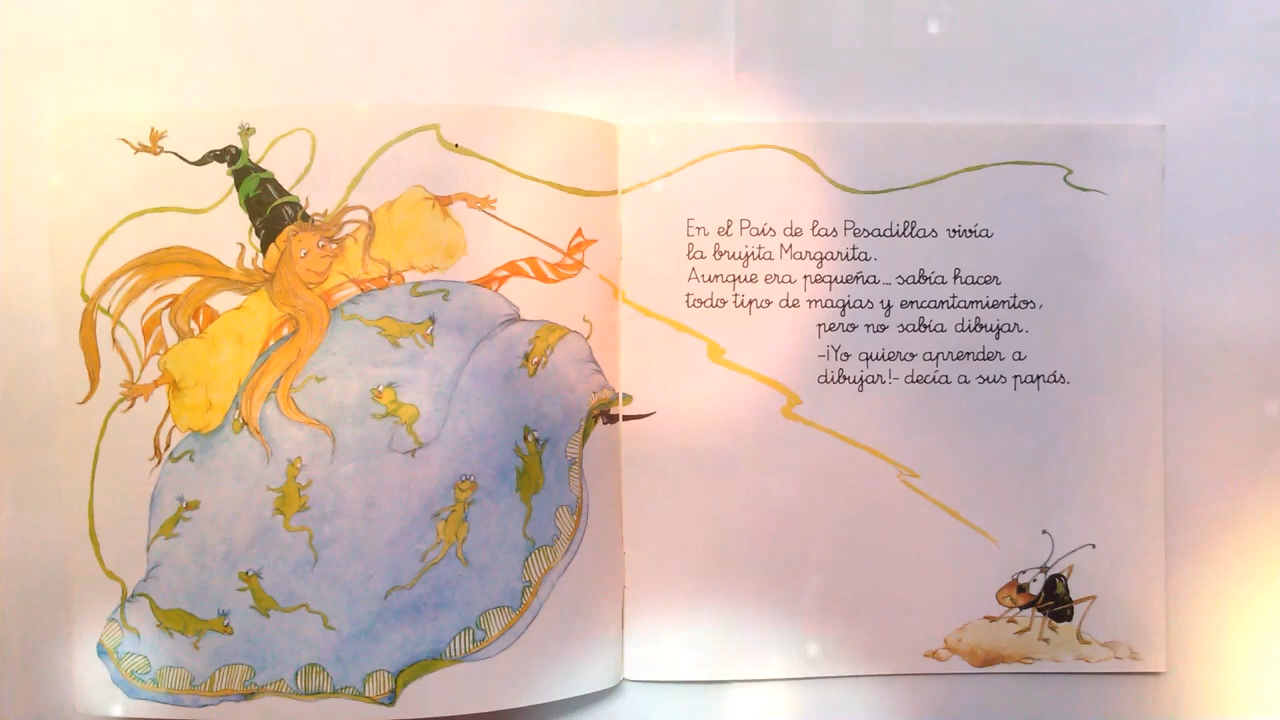 En el País de las Pesadillas vivía
la brujita Margarita.
Aunque era pequeña... sabía hacer
todo tipo de magias y encantamientos,
pero no sabía dibujar.
-¡Yo quiero aprender a
dibujar!- decía a sus papás.